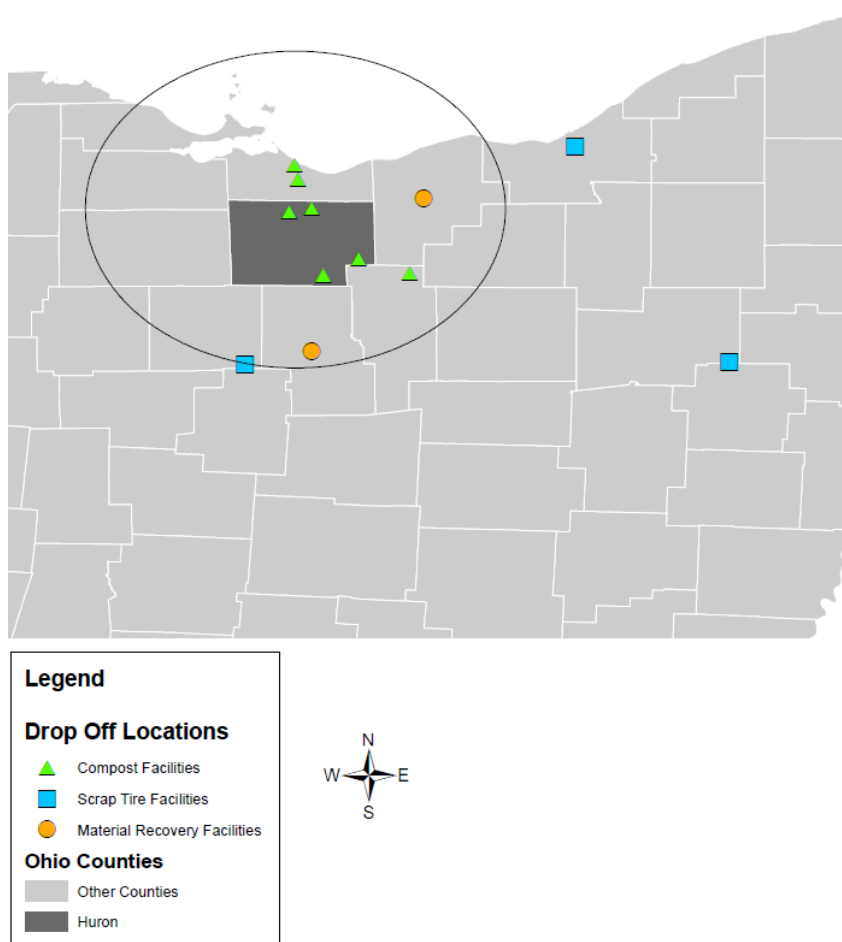 Legend
Drop Off Locations
Compost Facilities
Scrap Tire Facilities
Material Recovery Facilities
Ohio Counties
Other Counties
Huron
N
W E
S